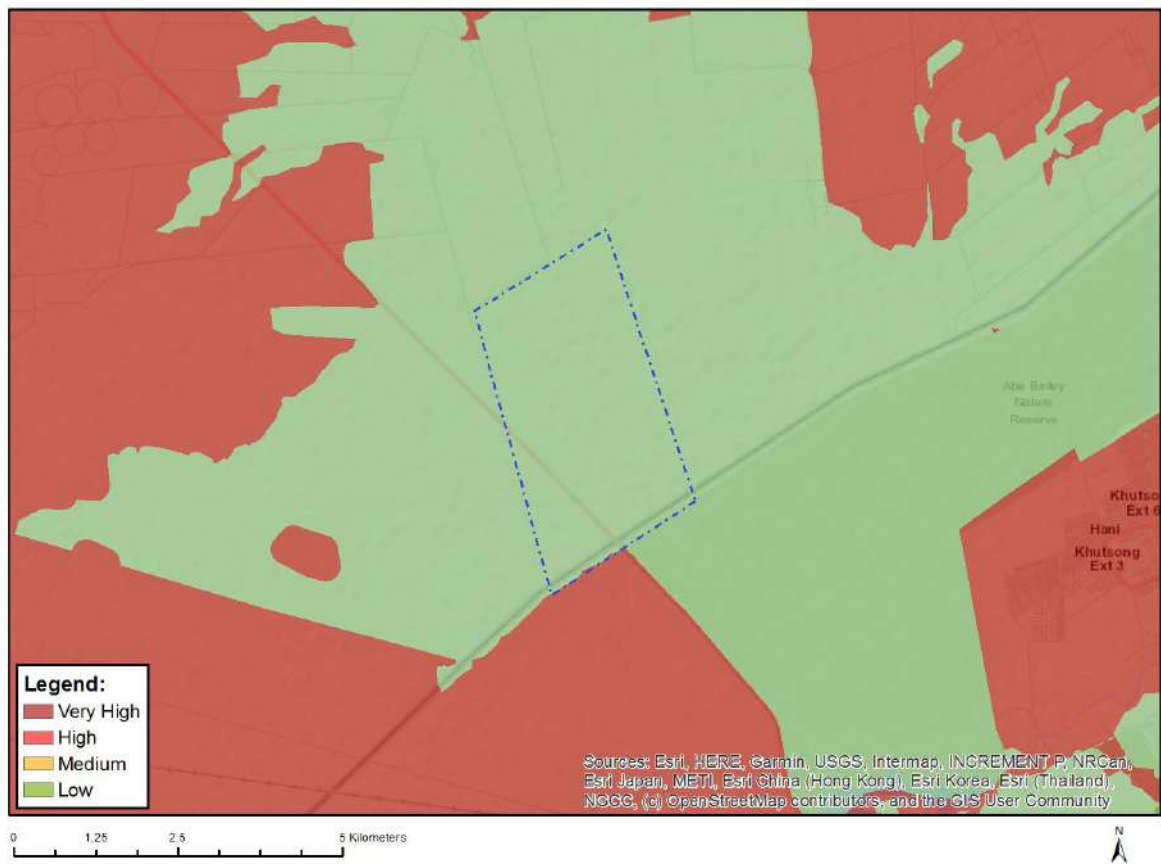 Abe Bailey
Nature
Reserve
Khutso
Ext 6
Hani
Khutsong
Ext 3
Legend:
Very High
High
Medium
Low
Sources: Esri, HERE, Garmin, USGS, Intermap, INCREMENT P, NRCan,
Esri Japan, METI, Esri China (Hong Kong), Esri Korea, Esri (Thailand),
NGCC, (c) OpenStreetMap contributors, and the GIS User Community
0 1.25 2.5 5 Kilometers
N